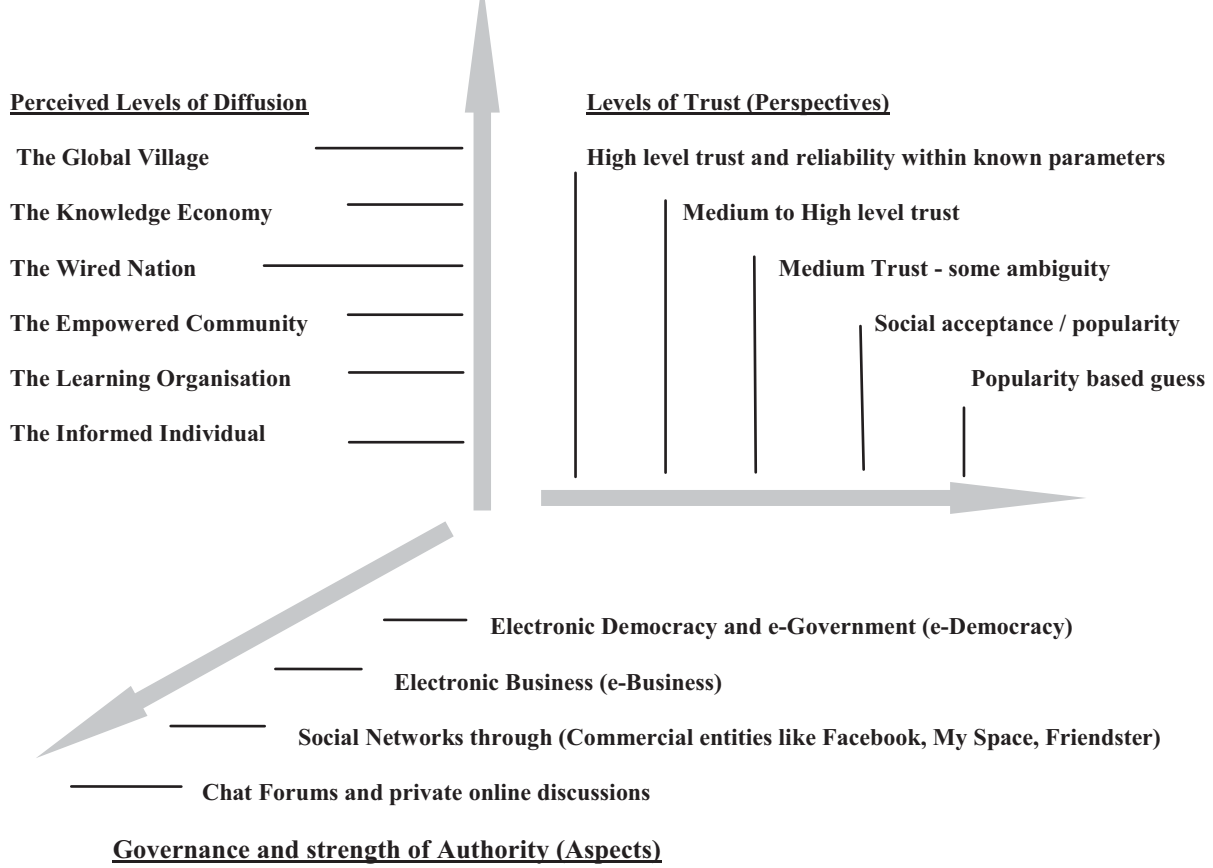 Perceived Levels of Diffusion
The Global Village
The Knowledge Economy
The Wired Nation
The Empowered Community
The Learning Organisation
The Informed Individual
Levels of Trust (Perspectives)
High level trust and reliability within known parameters
Medium to High level trust
Medium Trust - some ambiguity
Social acceptance / popularity
Popularity based guess
Electronic Democracy and e-Government (e-Democracy)
Electronic Business (e-Business)
Social Networks through (Commercial entities like Facebook, My Space, Friendster)
Chat Forums and private online discussions
Governance and strength of Authority (Aspects)